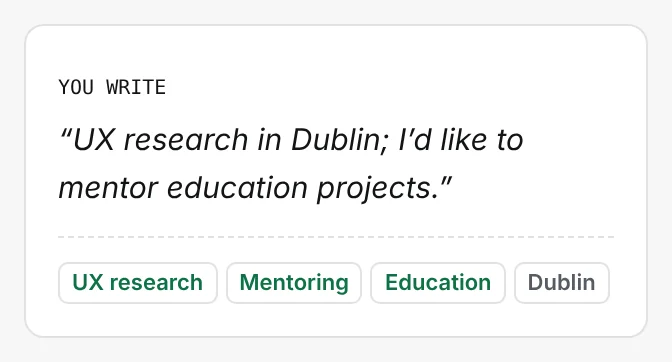 YOU WRITE
“UX research in Dublin; I’d like to
mentor education projects.”
UX research Mentoring Education Dublin